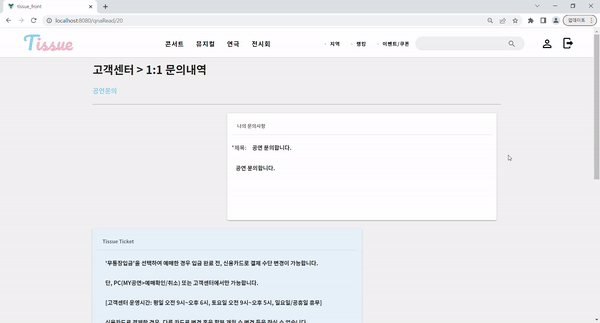 tissue_front
localhost:8080/qnaRead/20
업데이트
Tissue
콘서트 뮤지컬 연극 전시회
· 지역 · 랭킹 · 이벤트/쿠폰
고객센터 > 1:1 문의내역
공연문의
나의 문의사항
*제목: 공연 문의합니다.
공연 문의합니다.
Tissue Ticket
'무통장입금'을 선택하여 예매한 경우 입금 완료 전, 신용카드로 결제 수단 변경이 가능합니다.
단, PC(MY공연>예매확인/취소) 또는 고객센터에서만 가능합니다.
[고객센터 운영시간: 평일 오전 9시~오후 6시, 토요일 오전 9시~오후 5시, 일요일/공휴일 휴무]